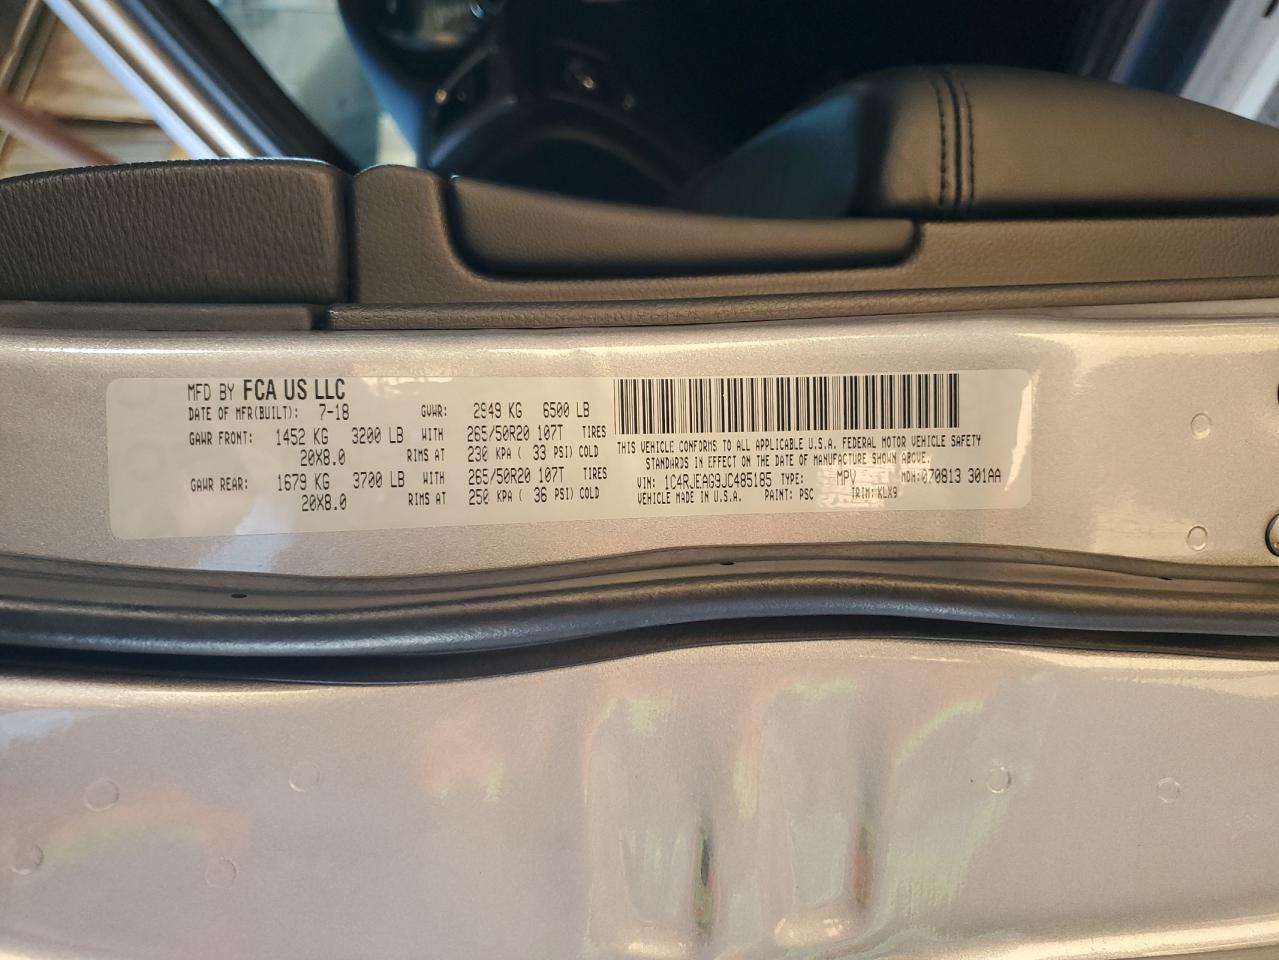 MFD BY FCA US LLC
DATE OF MFR(BUILT): 7-18 GVWR: 2949 KG 6500 LB
GAWR FRONT: 1452 KG 3200 LB WITH 265/50R20 107T TIRES
20X8.0 RIMS AT 230 KPA ( 33 PSI) COLD
GAWR REAR: 1679 KG 3700 LB WITH 265/50R20 107T TIRES
20X8.0 RIMS AT 250 KPA ( 36 PSI) COLD
THIS VEHICLE CONFORMS TO ALL APPLICABLE U.S.A. FEDERAL MOTOR VEHICLE SAFETY
STANDARDS IN EFFECT ON THE DATE OF MANUFACTURE SHOWN ABOVE.
VIN: 1C4RJEAG9JC485185 TYPE: MPV MDH:070813 301AA
VEHICLE MADE IN U.S.A. PAINT: PSC TRIM:KLX9